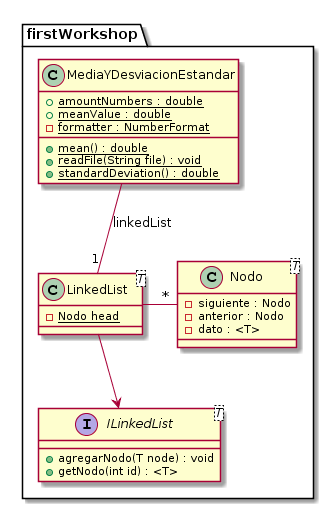 firstWorkshop
C MediaYDesviacionEstandar
amountNumbers : double
meanValue : double
formatter : NumberFormat
mean() : double
readFile(String file) : void
standardDeviation() : double
linkedList
1
C LinkedList T
Nodo head
*
C Nodo T
siguiente : Nodo
anterior : Nodo
dato : <T>
I ILinkedList T
agregarNodo(T node) : void
getNodo(int id) : <T>